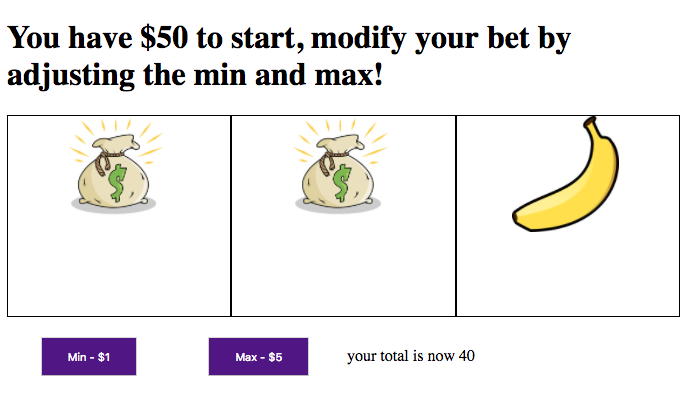 You have $50 to start, modify your bet by
adjusting the min and max!
$ $
Min - $1 Max - $5 your total is now 40